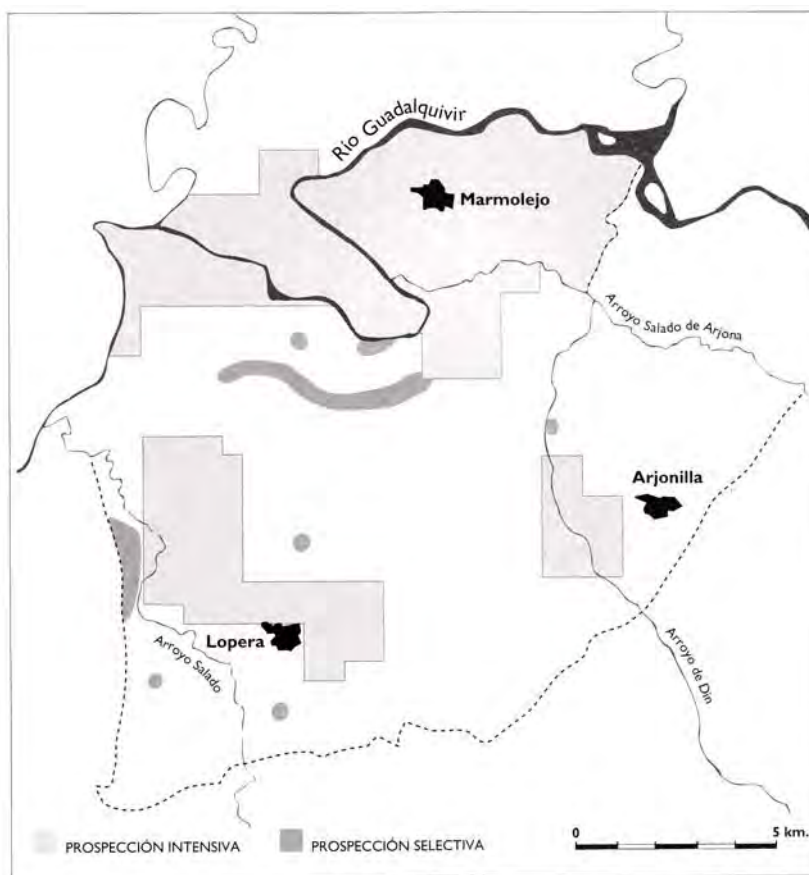 Río Guadalquivir
Marmolejo
Arroyo Salado de Arjona
Arjonilla
Lopera
Arroyo Salado
Arroyo de Din
PROSPECCIÓN INTENSIVA
PROSPECCIÓN SELECTIVA
0
5 km.